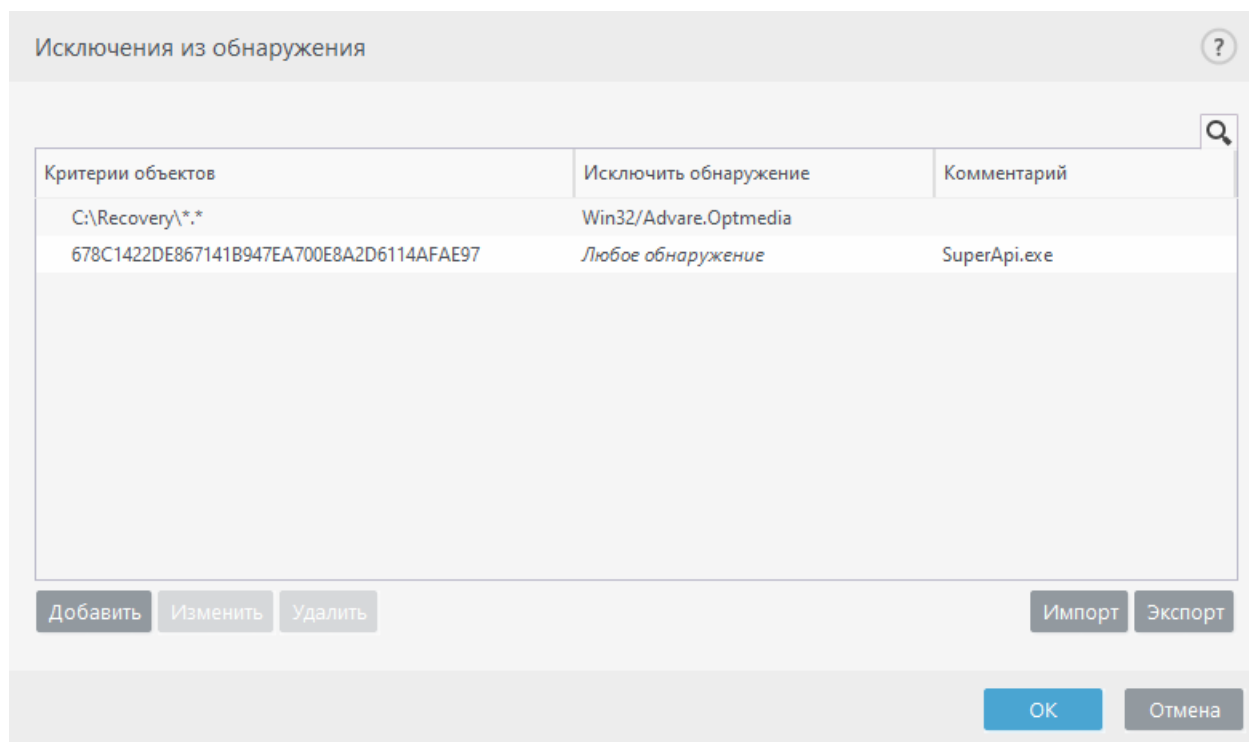 Исключения из обнаружения
?
Критерии объектов Исключить обнаружение Комментарий
C:\Recovery\*.* Win32/Advare.Optmedia
678C1422DE867141B947EA700E8A2D6114AFAE97 Любое обнаружение SuperApi.exe
Добавить Изменить Удалить Импорт Экспорт
ОК Отмена